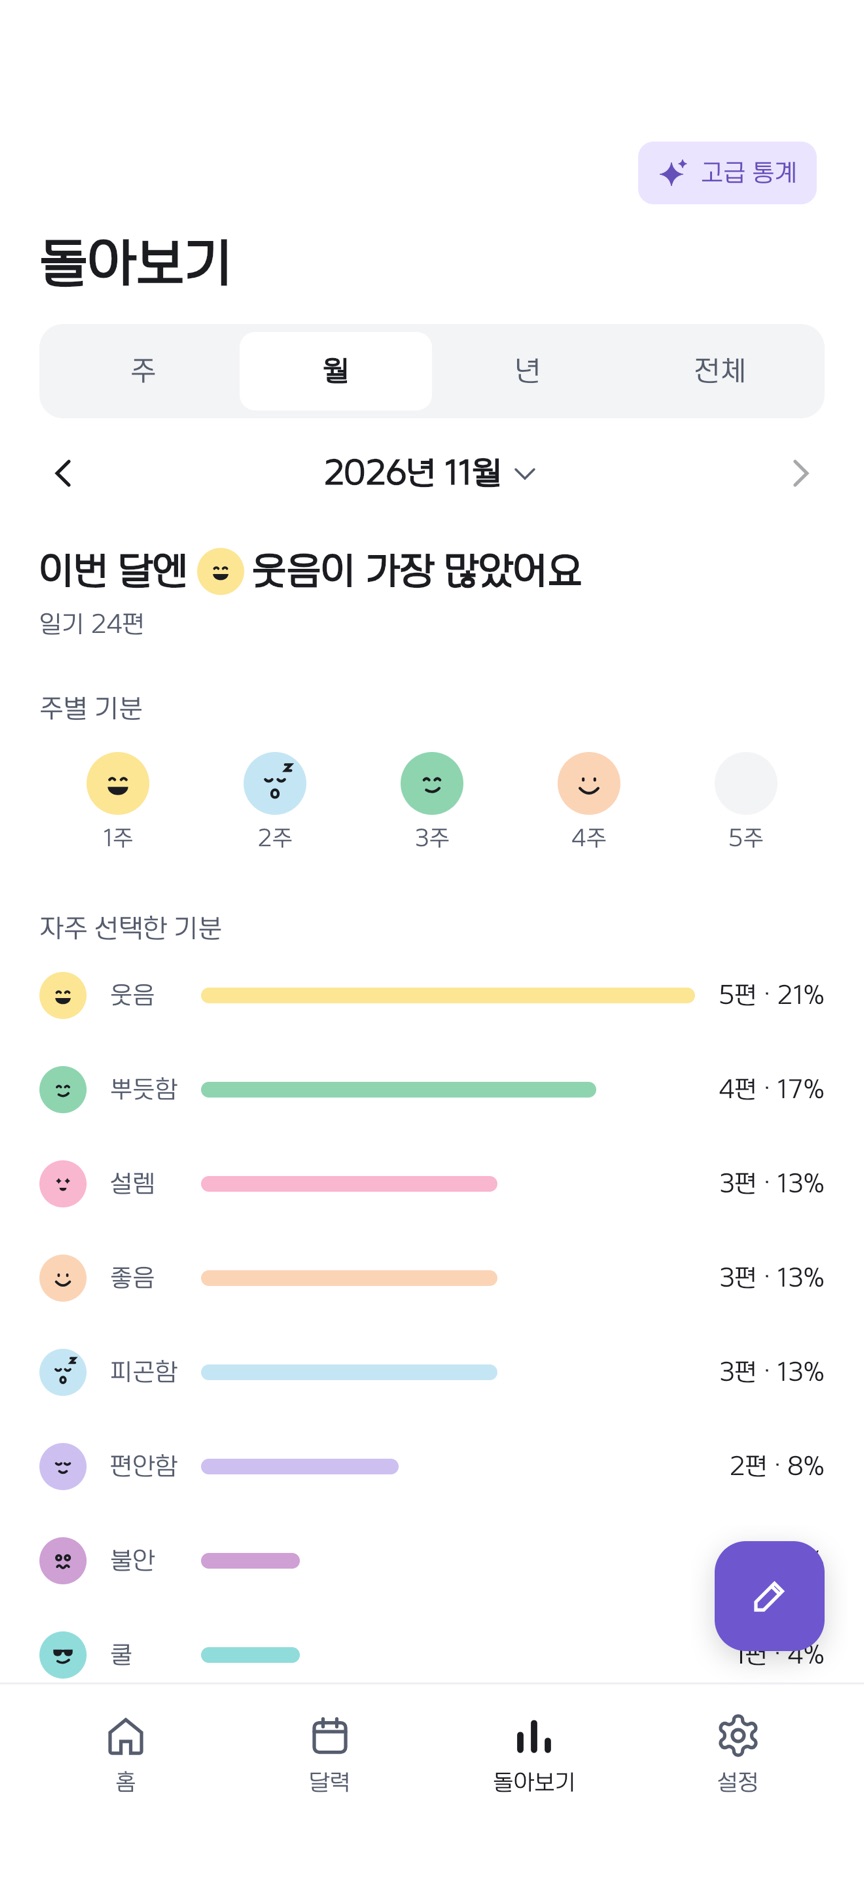 고급 통계
돌아보기
주 월 년 전체
2026년 11월
이번 달엔 웃음이 가장 많았어요
일기 24편
주별 기분
1주 2주 3주 4주 5주
자주 선택한 기분
웃음 5편 · 21%
뿌듯함 4편 · 17%
설렘 3편 · 13%
좋음 3편 · 13%
피곤함 3편 · 13%
편안함 2편 · 8%
불안
쿨 1편 · 4%
홈 달력 돌아보기 설정